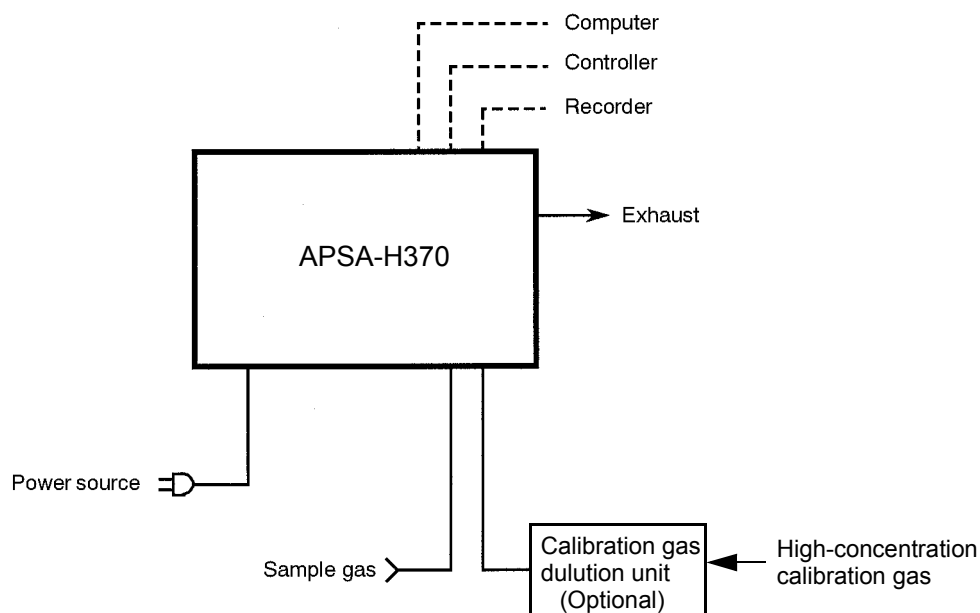 Computer
Controller
Recorder
Exhaust
APSA-H370
Power source
Sample gas
Calibration gas
dulution unit
(Optional)
High-concentration
calibration gas